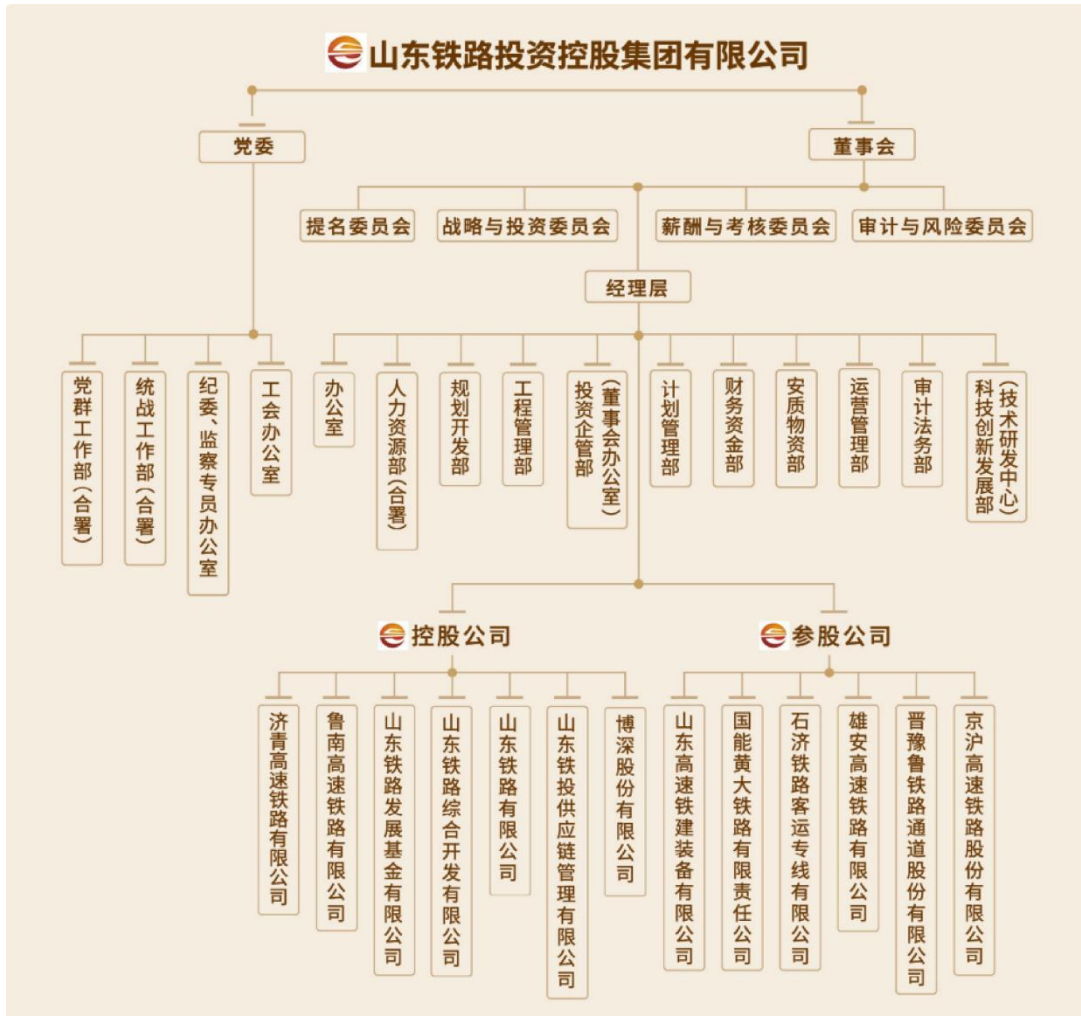 山东铁路投资控股集团有限公司
党委
董事会
提名委员会
战略与投资委员会
薪酬与考核委员会
审计与风险委员会
经理层
党群工作部(合署)
统战工作部(合署)
纪委、监察专员办公室
工会办公室
办公室
人力资源部(合署)
规划开发部
工程管理部
(董事会办公室)
投资企管部
计划管理部
财务资金部
安质物资部
运营管理部
审计法务部
(技术研发中心)
科技创新发展部
控股公司
参股公司
济青高速铁路有限公司
鲁南高速铁路有限公司
山东铁路发展基金有限公司
山东铁路综合开发有限公司
山东铁路有限公司
山东铁投供应链管理有限公司
博深股份有限公司
山东高速铁建装备有限公司
国能黄大铁路有限责任公司
石济铁路客运专线有限公司
雄安高速铁路有限公司
晋豫鲁铁路通道股份有限公司
京沪高速铁路股份有限公司